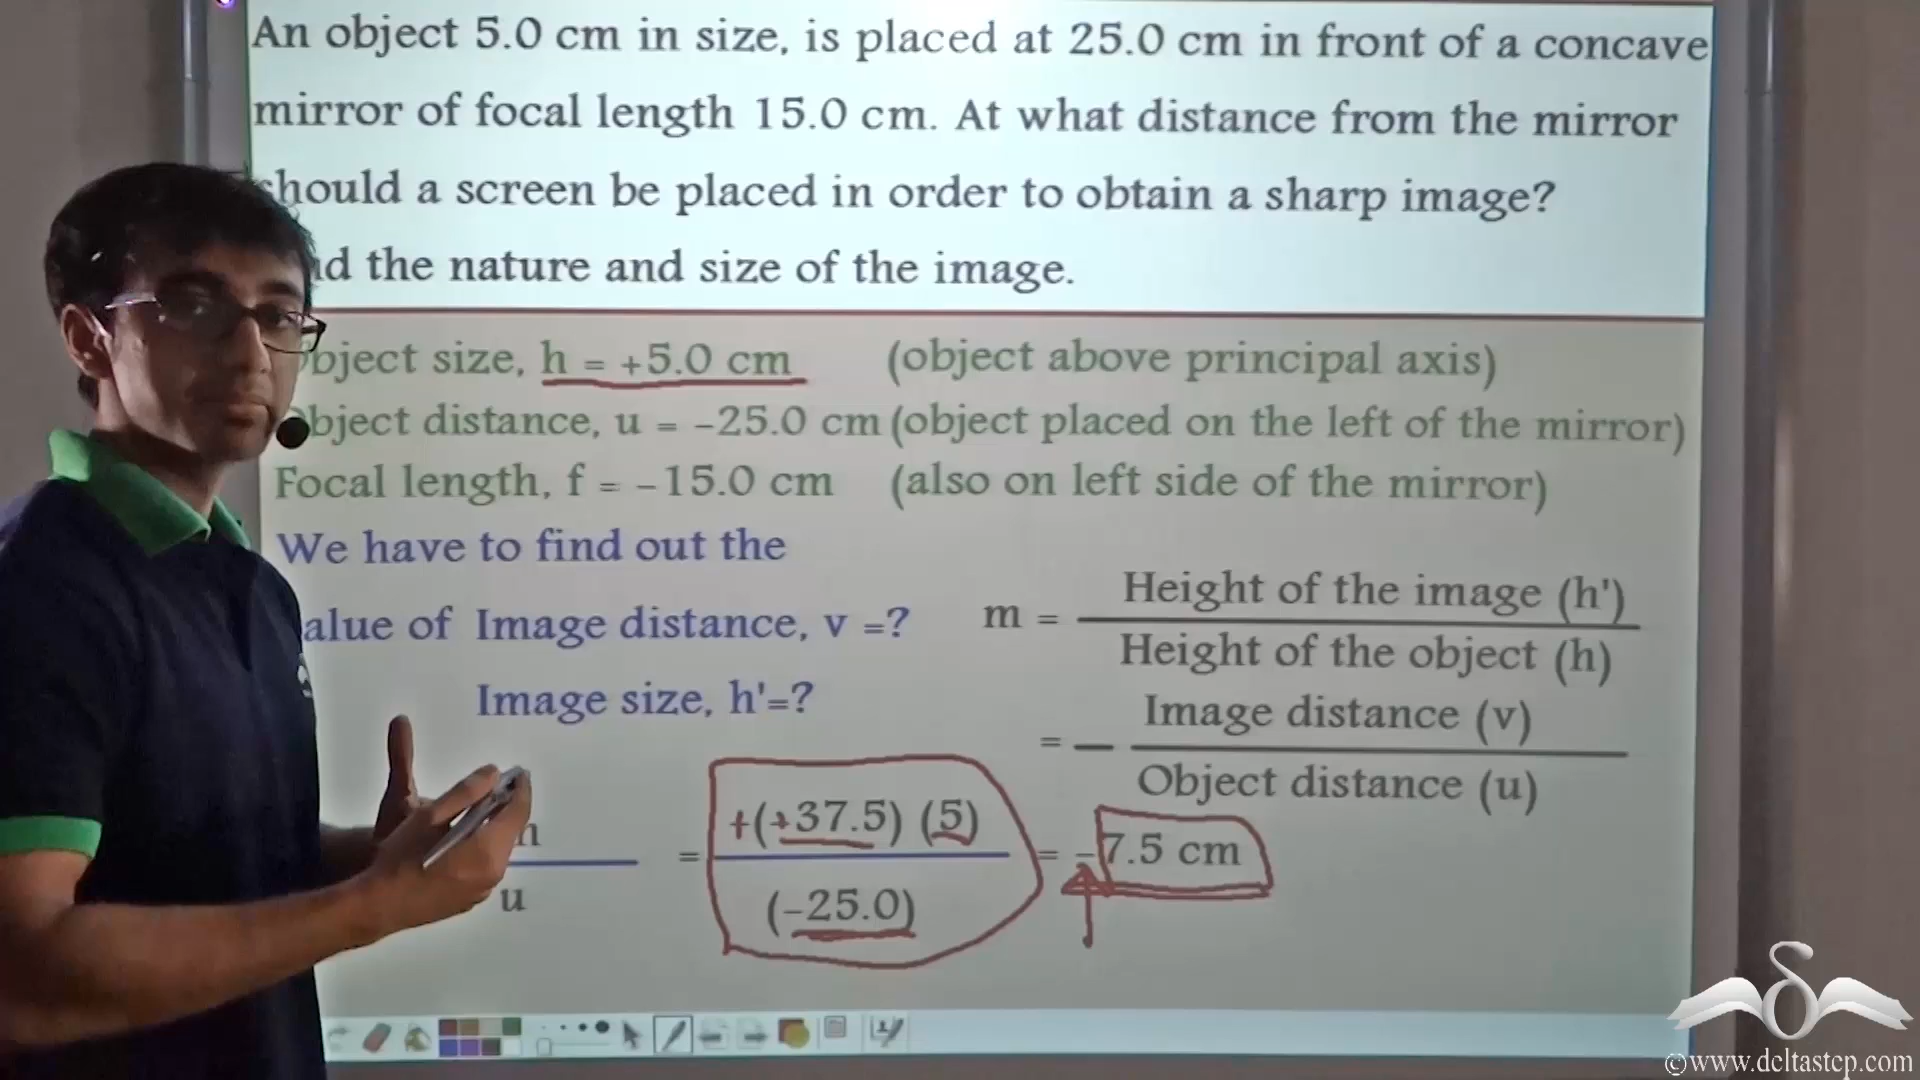 An object 5.0 cm in size, is placed at 25.0 cm in front of a concave
mirror of focal length 15.0 cm. At what distance from the mirror
should a screen be placed in order to obtain a sharp image?
the nature and size of the image.
object size, h = +5.0 cm (object above principal axis)
object distance, u = -25.0 cm (object placed on the left of the mirror)
Focal length, f = -15.0 cm (also on left side of the mirror)
We have to find out the
value of Image distance, v =?
Image size, h'=?
m = Height of the image (h')
Height of the object (h)
= - Image distance (v)
Object distance (u)
h
u
= +(+37.5) (5)
(-25.0)
= -7.5 cm
©www.deltastep.com